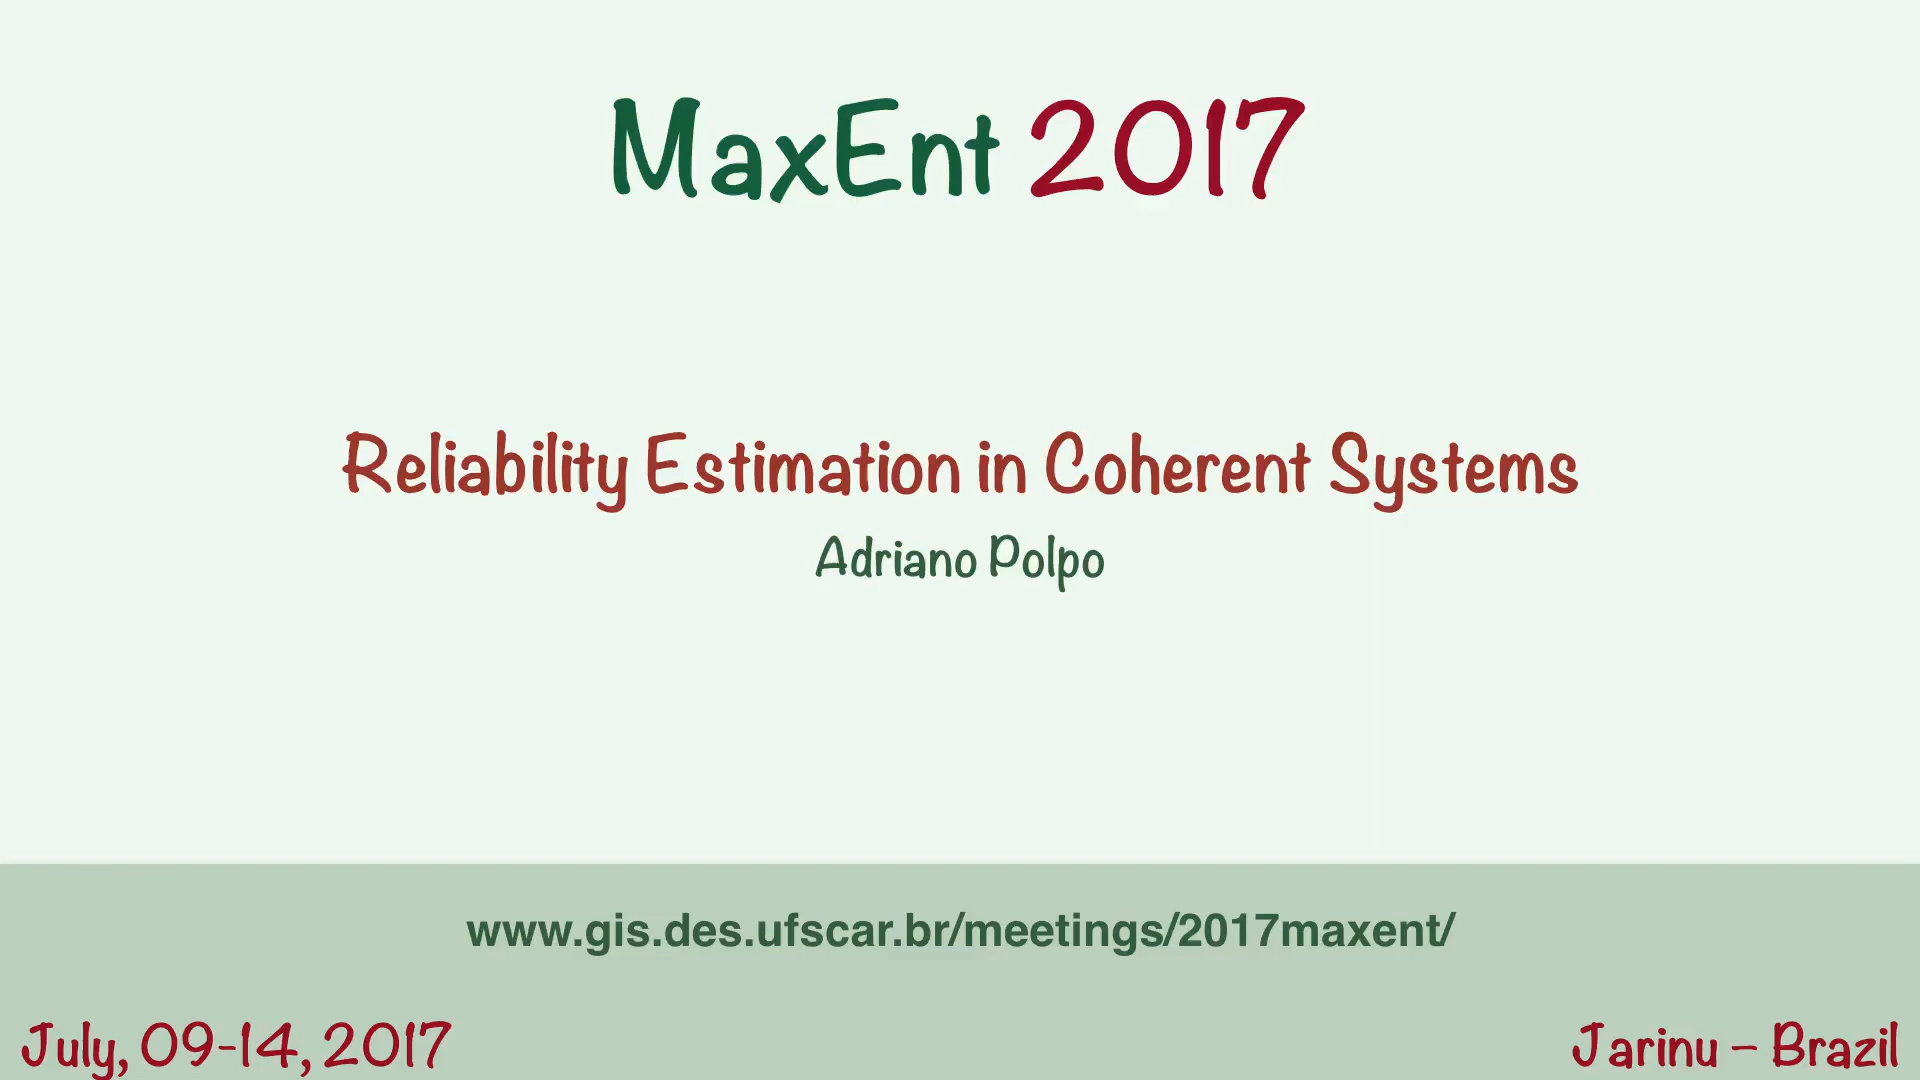 MaxEnt 2017
Reliability Estimation in Coherent Systems
Adriano Polpo
www.gis.des.ufscar.br/meetings/2017maxent/
July, 09-14, 2017
Jarinu - Brazil